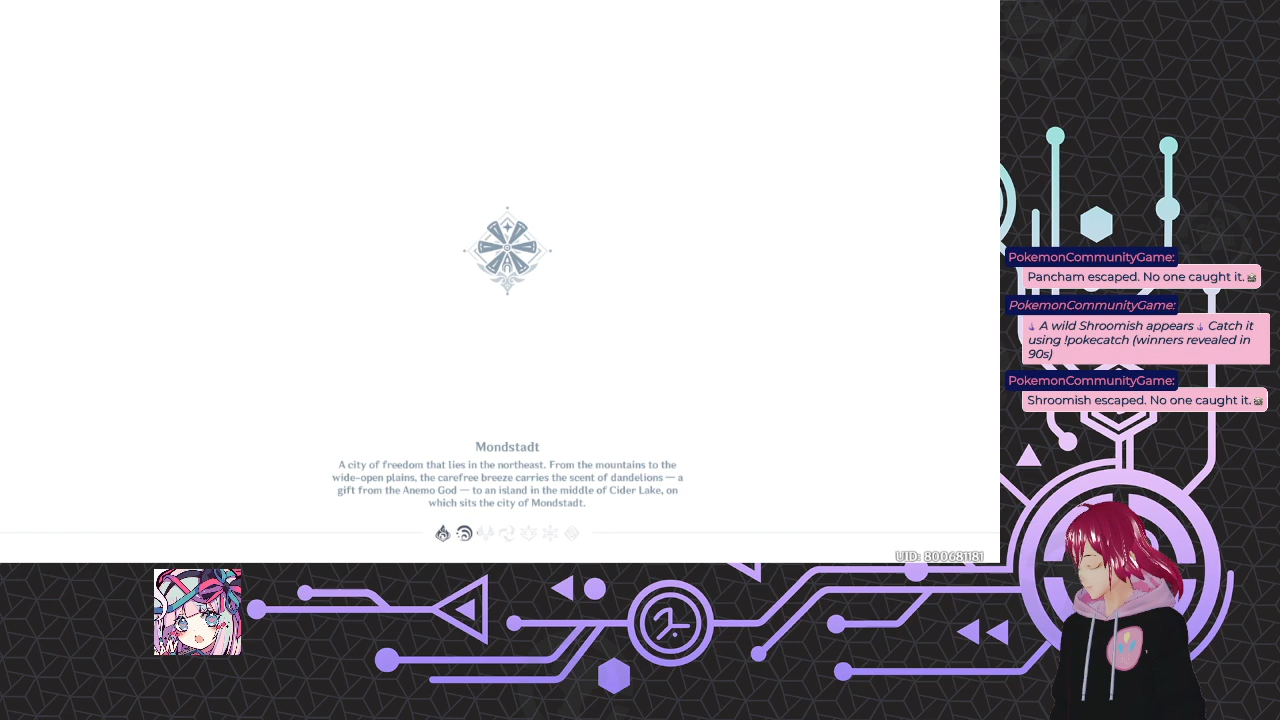 Mondstadt
A city of freedom that lies in the northeast. From the mountains to the
wide-open plains, the carefree breeze carries the scent of dandelions — a
gift from the Anemo God — to an island in the middle of Cider Lake, on
which sits the city of Mondstadt.
UID: 800681181
PokemonCommunityGame:
Pancham escaped. No one caught it.
PokemonCommunityGame:
A wild Shroomish appears Catch it
using !pokecatch (winners revealed in
90s)
PokemonCommunityGame:
Shroomish escaped. No one caught it.